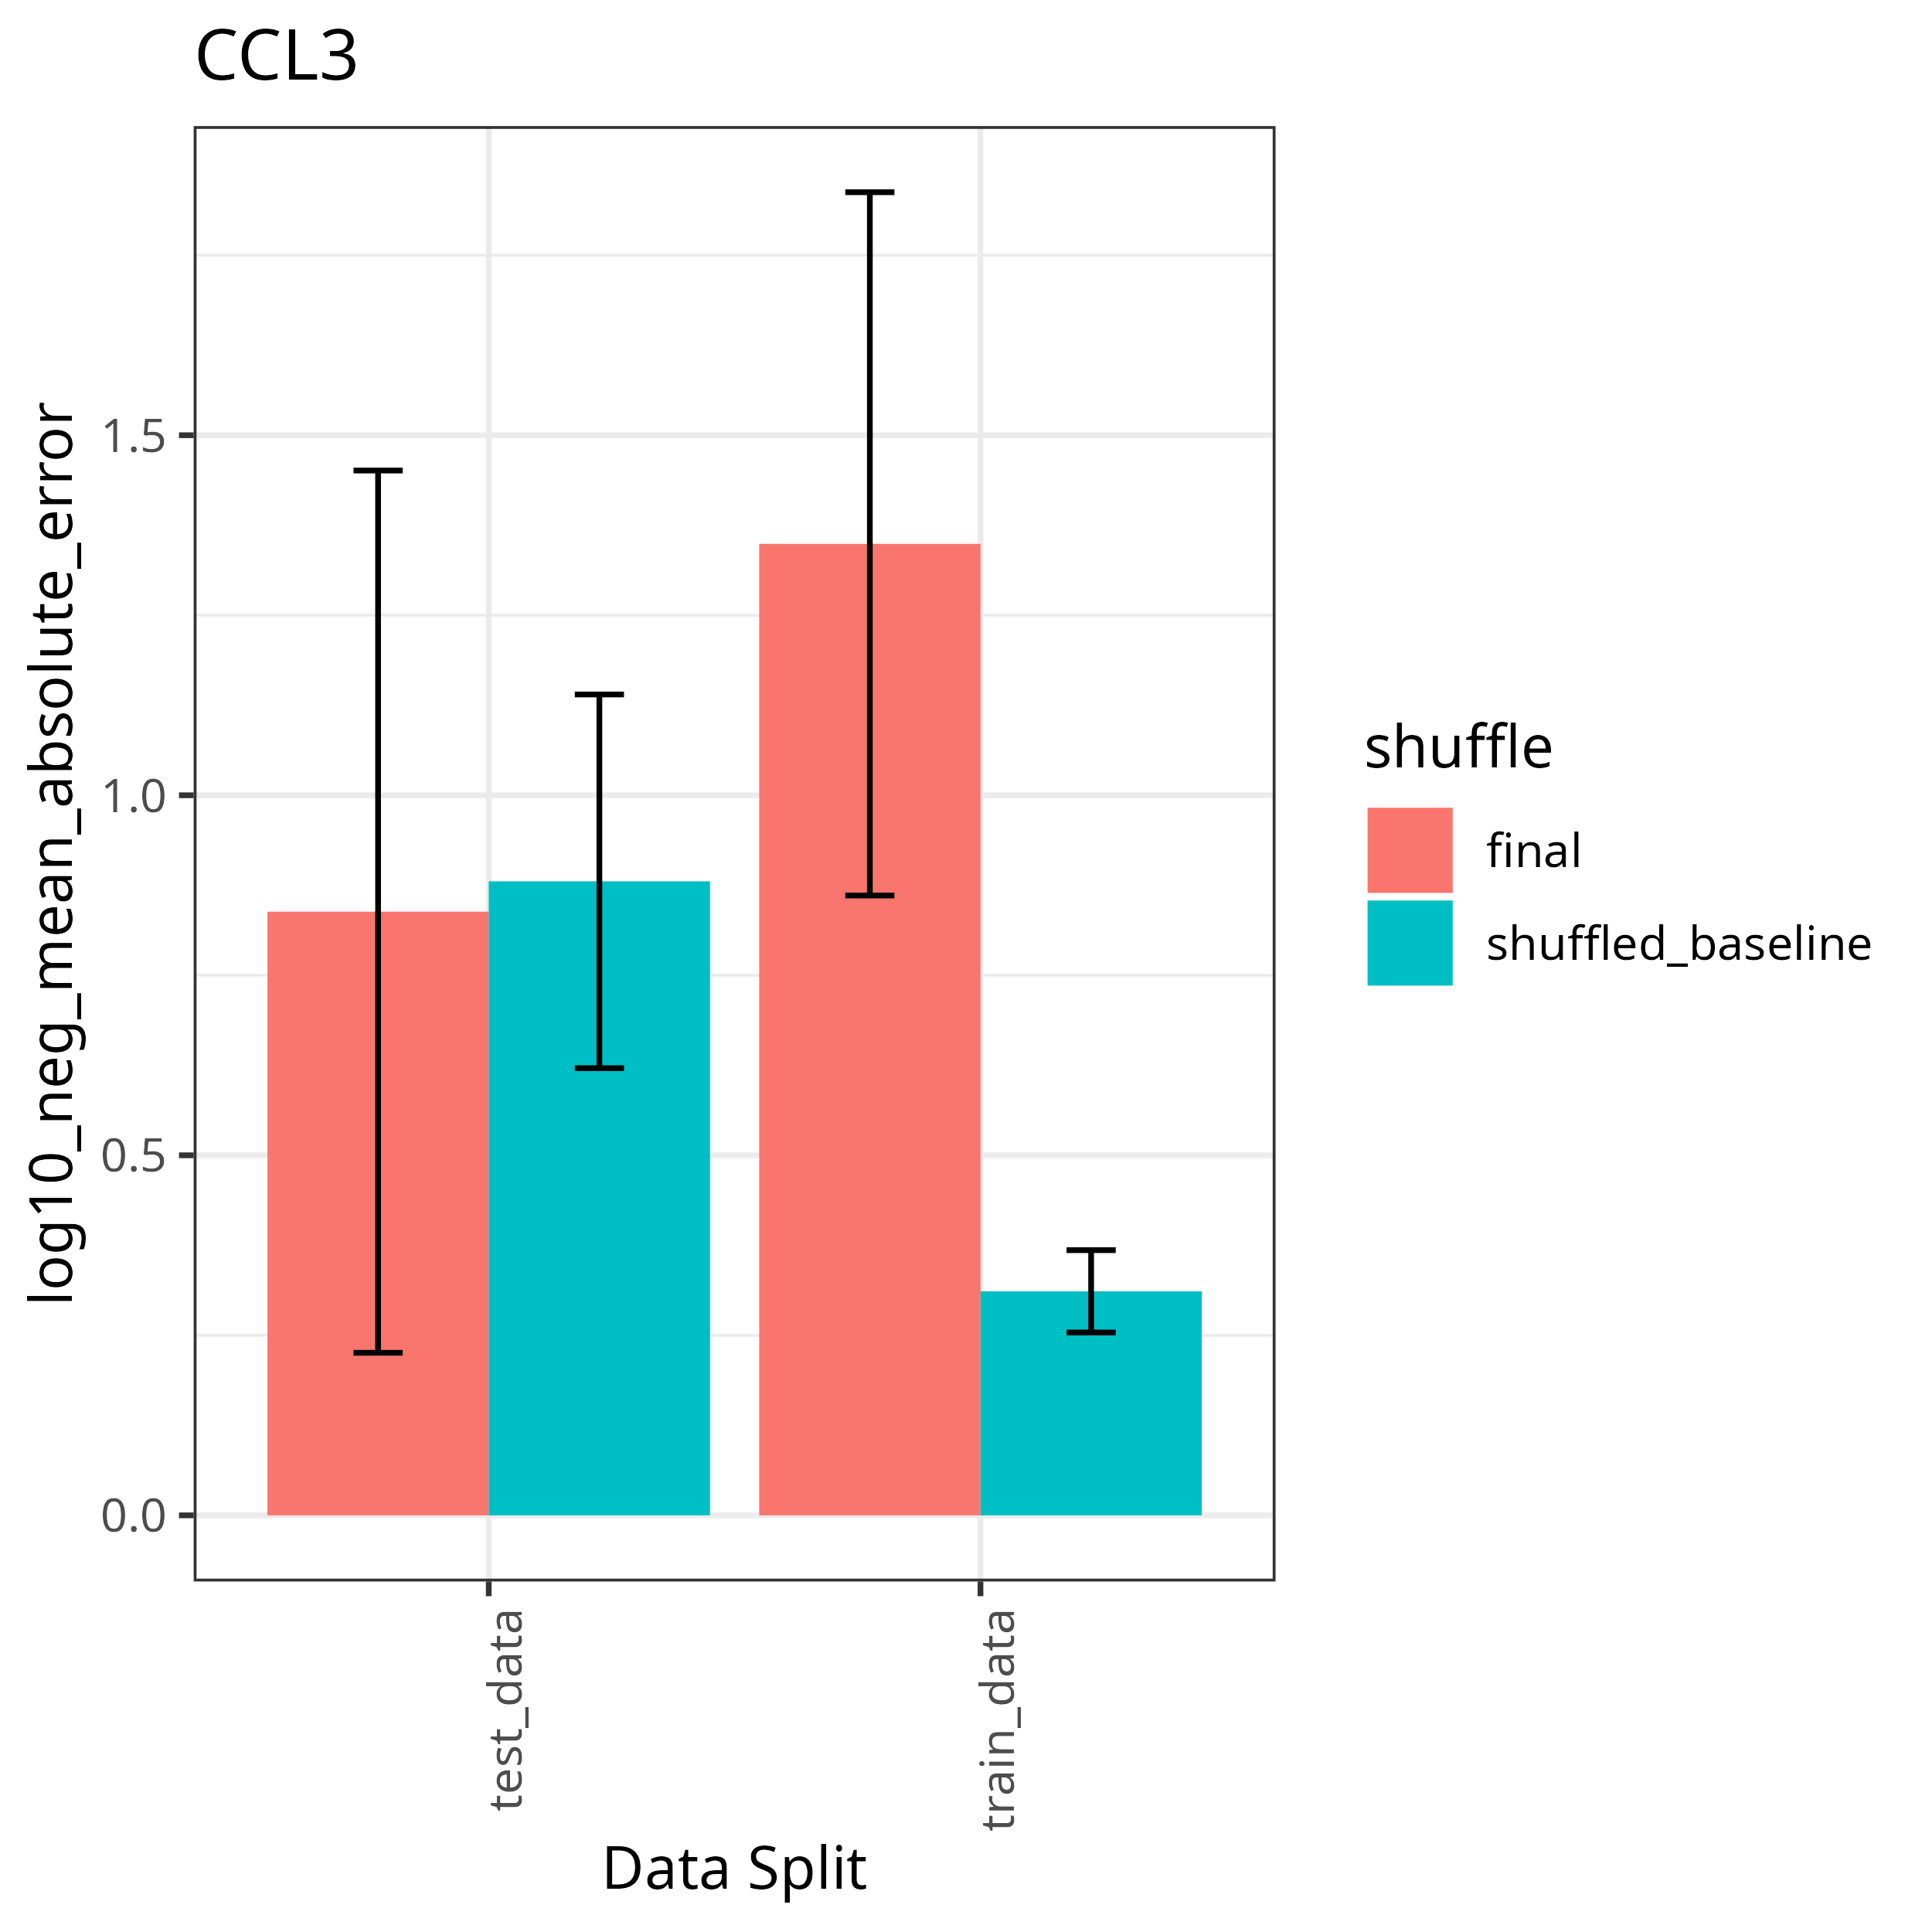 CCL3
log10_neg_mean_absolute_error
1.5
1.0
0.5
0.0
test_data
train_data
Data Split
shuffle
final
shuffled_baseline